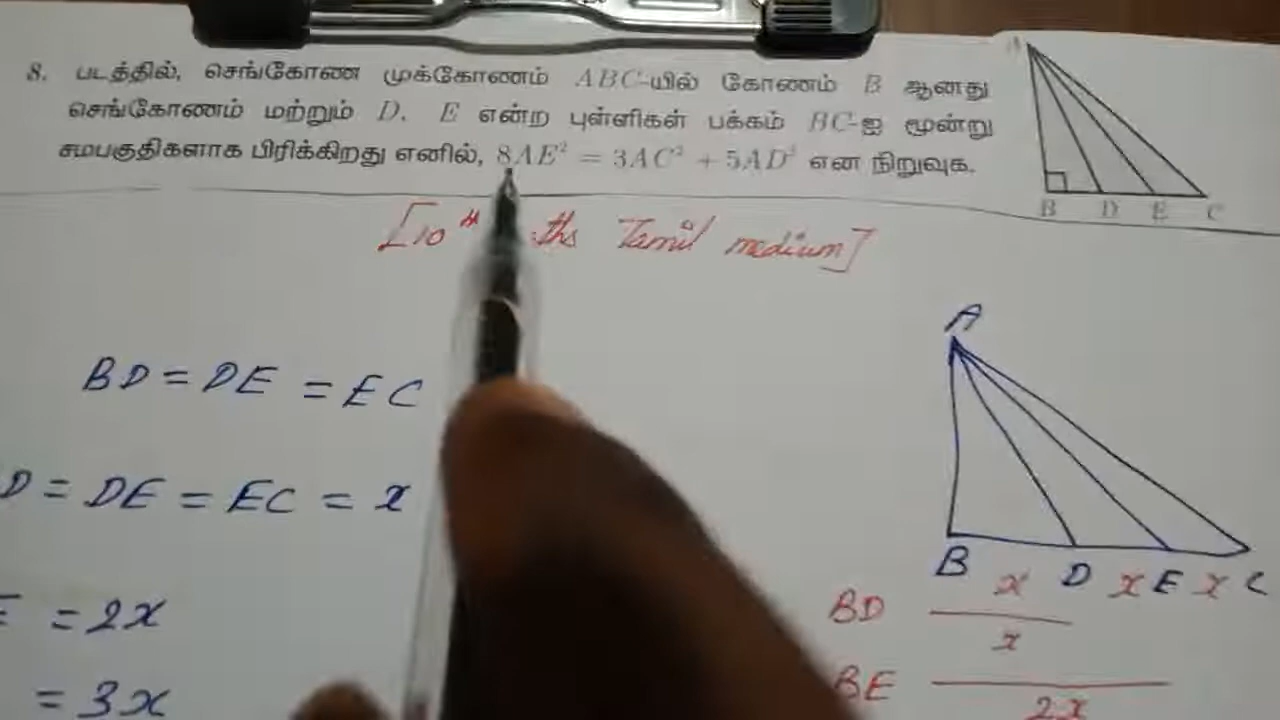 8. படத்தில், செங்கோண முக்கோணம் ABC-யில் கோணம் B ஆனது
செங்கோணம் மற்றும் D, E என்ற புள்ளிகள் பக்கம் BC-ஐ மூன்று
சமபகுதிகளாக பிரிக்கிறது எனில், 8AE² = 3AC² + 5AD² என நிறுவுக.
A
B D E C
[10th ths Tamil medium]
BD = DE = EC
D = DE = EC = x
= 2x
= 3x
A
B D E C
x x x
BD
x
BE
2x